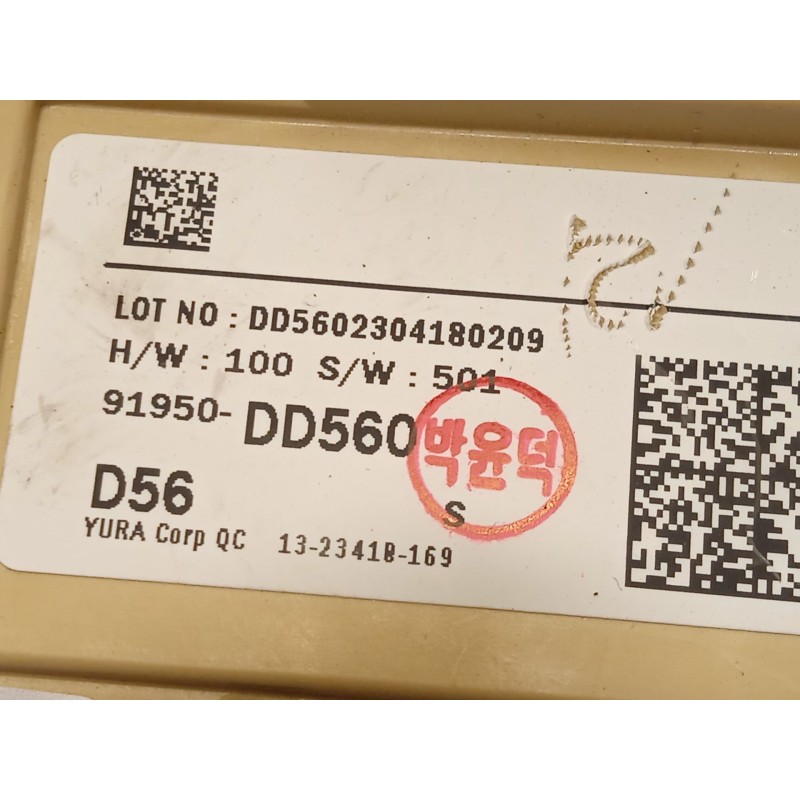 LOT NO : DD5602304180209
H/W : 100 S/W : 501
91950-DD560
박윤덕
D56
S
YURA Corp QC 13-23418-169